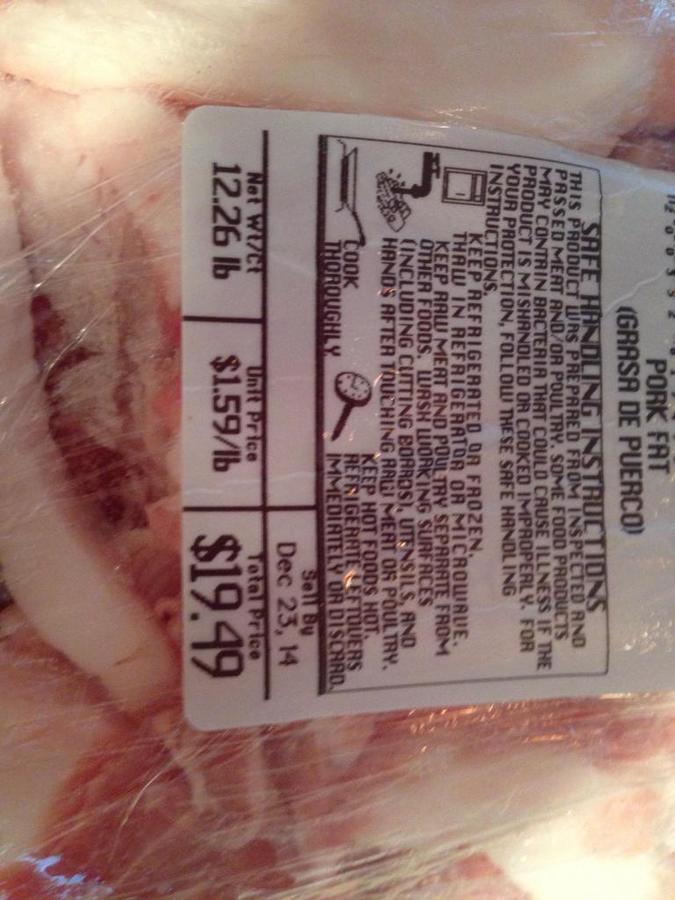 PORK FAT
(GRASA DE PUERCO)
SAFE HANDLING INSTRUCTIONS
THIS PRODUCT WAS PREPARED FROM INSPECTED AND
PASSED MEAT AND/OR POULTRY. SOME FOOD PRODUCTS
MAY CONTAIN BACTERIA THAT COULD CAUSE ILLNESS IF THE
PRODUCT IS MISHANDLED OR COOKED IMPROPERLY. FOR
YOUR PROTECTION, FOLLOW THESE SAFE HANDLING
INSTRUCTIONS.
KEEP REFRIGERATED OR FROZEN.
THAW IN REFRIGERATOR OR MICROWAVE.
KEEP RAW MEAT AND POULTRY SEPARATE FROM
OTHER FOODS. WASH WORKING SURFACES
(INCLUDING CUTTING BOARDS), UTENSILS, AND
HANDS AFTER TOUCHING RAW MEAT OR POULTRY.
COOK
THOROUGHLY
KEEP HOT FOODS HOT.
REFRIGERATE LEFTOVERS
IMMEDIATELY OR DISCARD.
Sell By
Dec 23, 14
Net Wt/Ct Unit Price Total Price
12.26 lb $1.59/lb $19.49